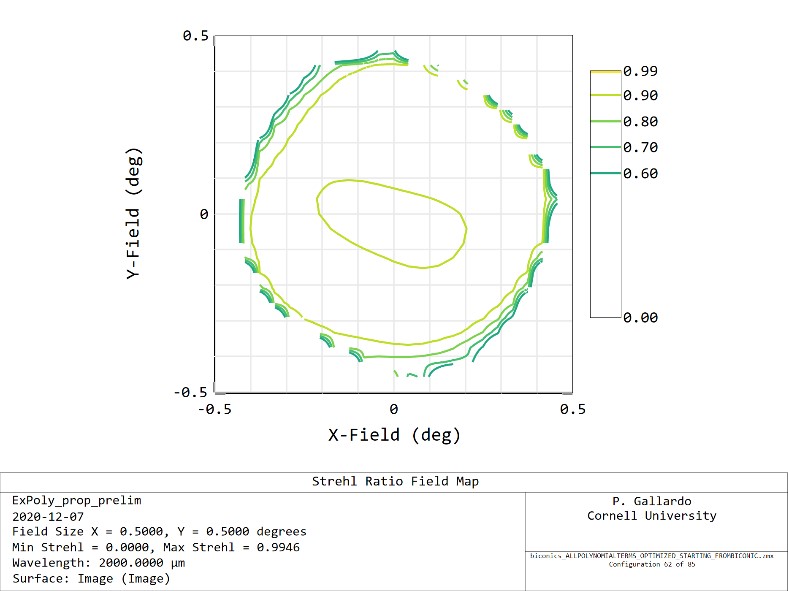 0.5
0
-0.5
Y-Field (deg)
-0.5
0
0.5
X-Field (deg)
0.99
0.90
0.80
0.70
0.60
0.00
Strehl Ratio Field Map
ExPoly_prop_prelim
2020-12-07
Field Size X = 0.5000, Y = 0.5000 degrees
Min Strehl = 0.0000, Max Strehl = 0.9946
Wavelength: 2000.0000 µm
Surface: Image (Image)
P. Gallardo
Cornell University
biconics_ALLPOLYNOMIALTERMS_OPTIMIZED_STARTING_FROMBICONIC.zmx
Configuration 62 of 85